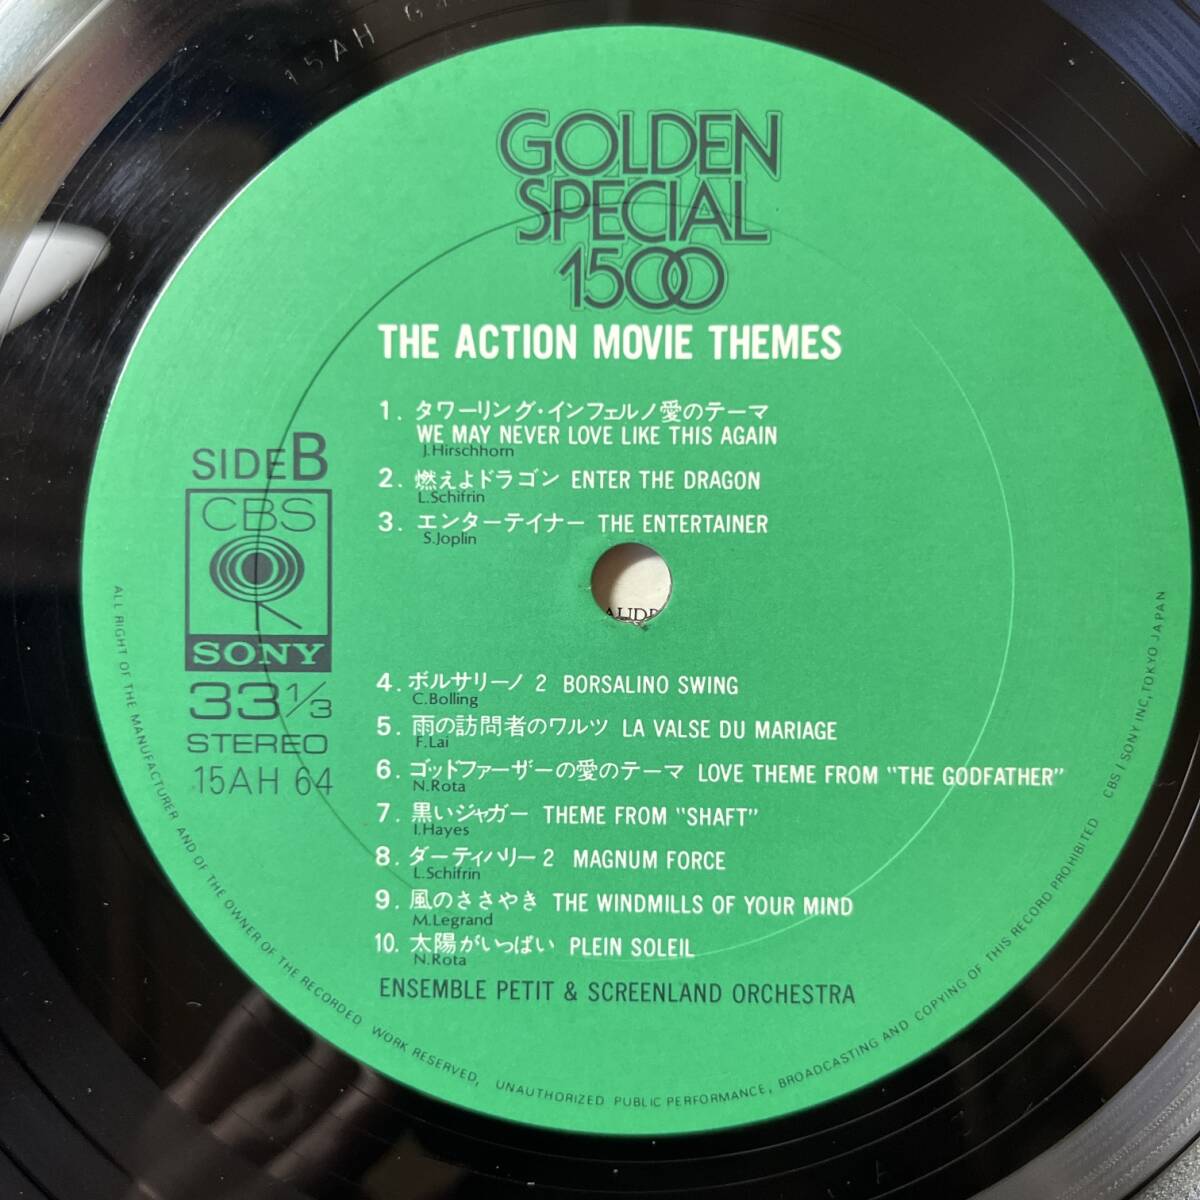 15AH 6
GOLDEN
SPECIAL
1500
THE ACTION MOVIE THEMES
1. タワーリング・インフェルノ愛のテーマ
WE MAY NEVER LOVE LIKE THIS AGAIN
J.Hirschhorn
2. 燃えよドラゴン ENTER THE DRAGON
L.Schifrin
3. エンターテイナー THE ENTERTAINER
S.Joplin
SIDE B
CBS
SONY
33 1/3
STEREO
15AH 64
AUDR
4. ボルサリーノ 2 BORSALINO SWING
C.Bolling
5. 雨の訪問者のワルツ LA VALSE DU MARIAGE
F.Lai
6. ゴッドファーザーの愛のテーマ LOVE THEME FROM "THE GODFATHER"
N.Rota
7. 黒いジャガー THEME FROM "SHAFT"
I.Hayes
8. ダーティハリー2 MAGNUM FORCE
L.Schifrin
9. 風のささやき THE WINDMILLS OF YOUR MIND
M.Legrand
10. 太陽がいっぱい PLEIN SOLEIL
N.Rota
ENSEMBLE PETIT & SCREENLAND ORCHESTRA
ALL RIGHT OF THE MANUFACTURER AND OF THE OWNER OF THE RECORDED WORK RESERVED, UNAUTHORIZED PUBLIC PERFORMANCE, BROADCASTING AND COPYING OF THIS RECORD PROHIBITED CBS / SONY INC, TOKYO JAPAN